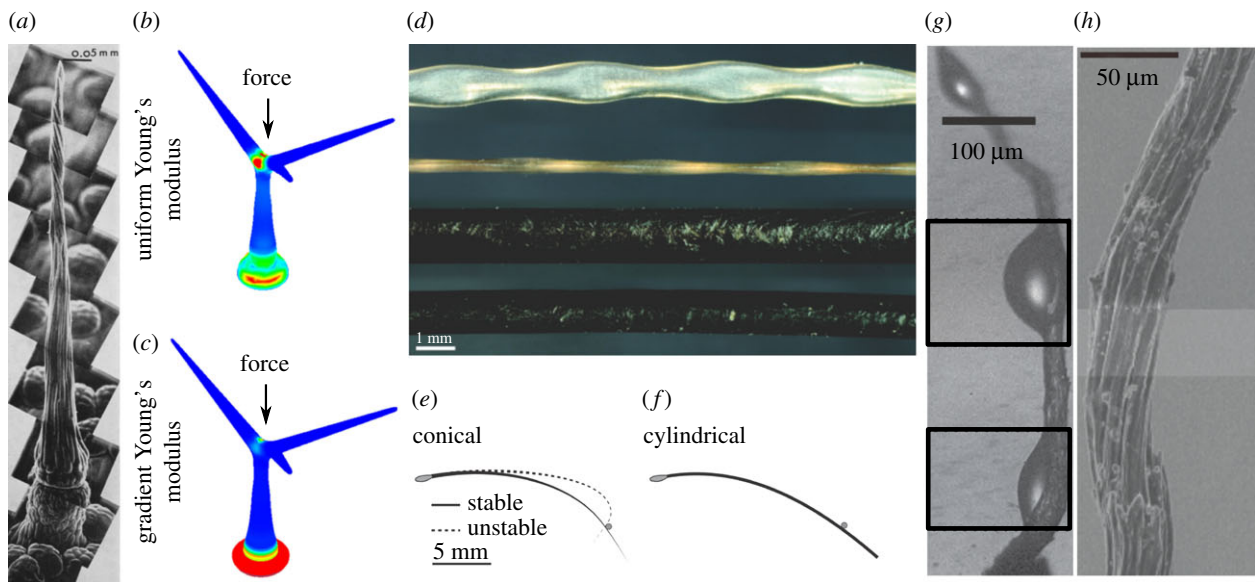 (a)
0.05 mm
(b)
force
uniform Young's
modulus
(c)
force
gradient Young's
modulus
(d)
1 mm
(e)
conical
stable
unstable
5 mm
(f)
cylindrical
(g)
100 µm
(h)
50 µm